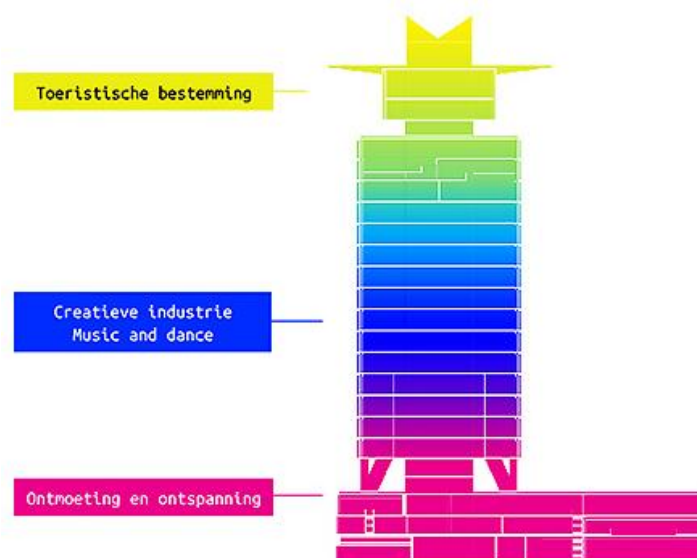 Toeristische bestemming
Creatieve industrie
Music and dance
Ontmoeting en ontspanning